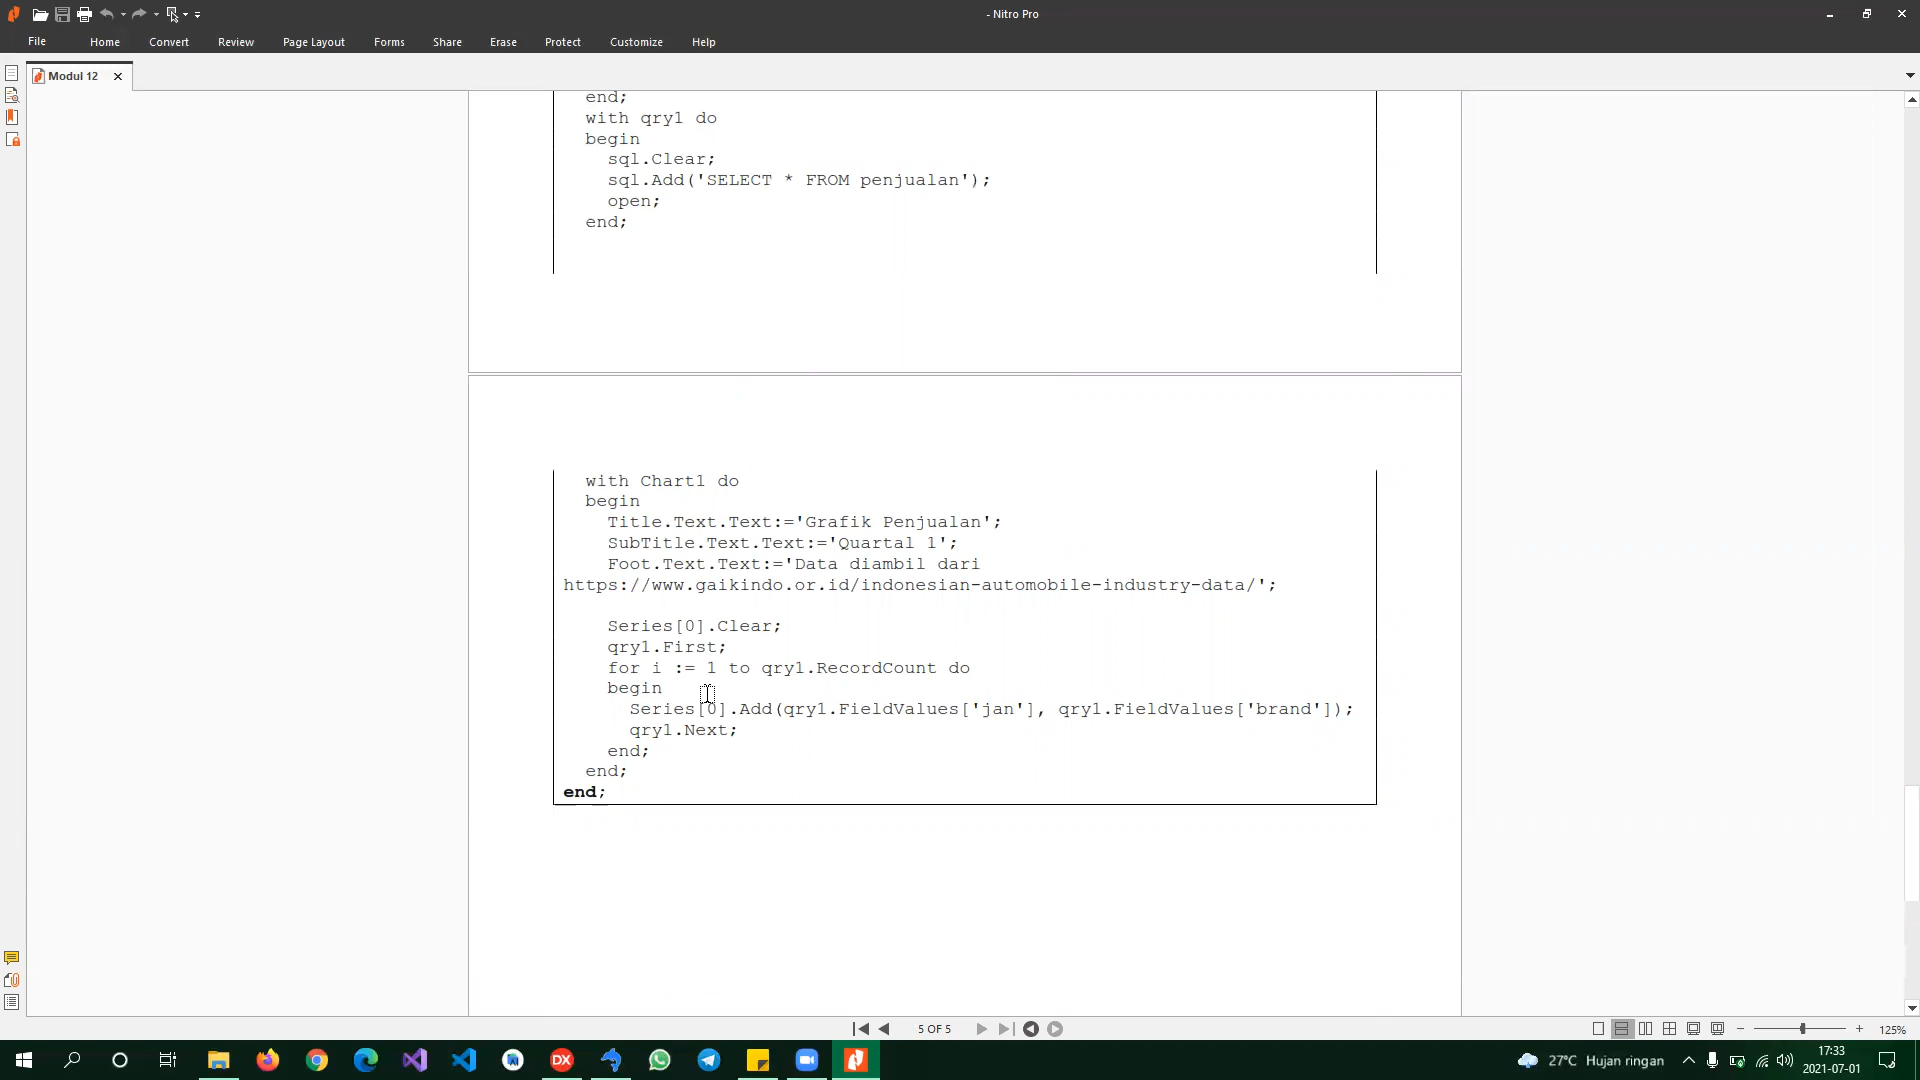 - Nitro Pro
File Home Convert Review Page Layout Forms Share Erase Protect Customize Help
Modul 12
end;
with qry1 do
begin
sql.Clear;
sql.Add('SELECT * FROM penjualan');
open;
end;
with Chart1 do
begin
Title.Text.Text:='Grafik Penjualan';
SubTitle.Text.Text:='Quartal 1';
Foot.Text.Text:='Data diambil dari
https://www.gaikindo.or.id/indonesian-automobile-industry-data/';
Series[0].Clear;
qry1.First;
for i := 1 to qry1.RecordCount do
begin
Series[0].Add(qry1.FieldValues['jan'], qry1.FieldValues['brand']);
qry1.Next;
end;
end;
end;
5 OF 5
125%
DX
27°C Hujan ringan
17:33
2021-07-01